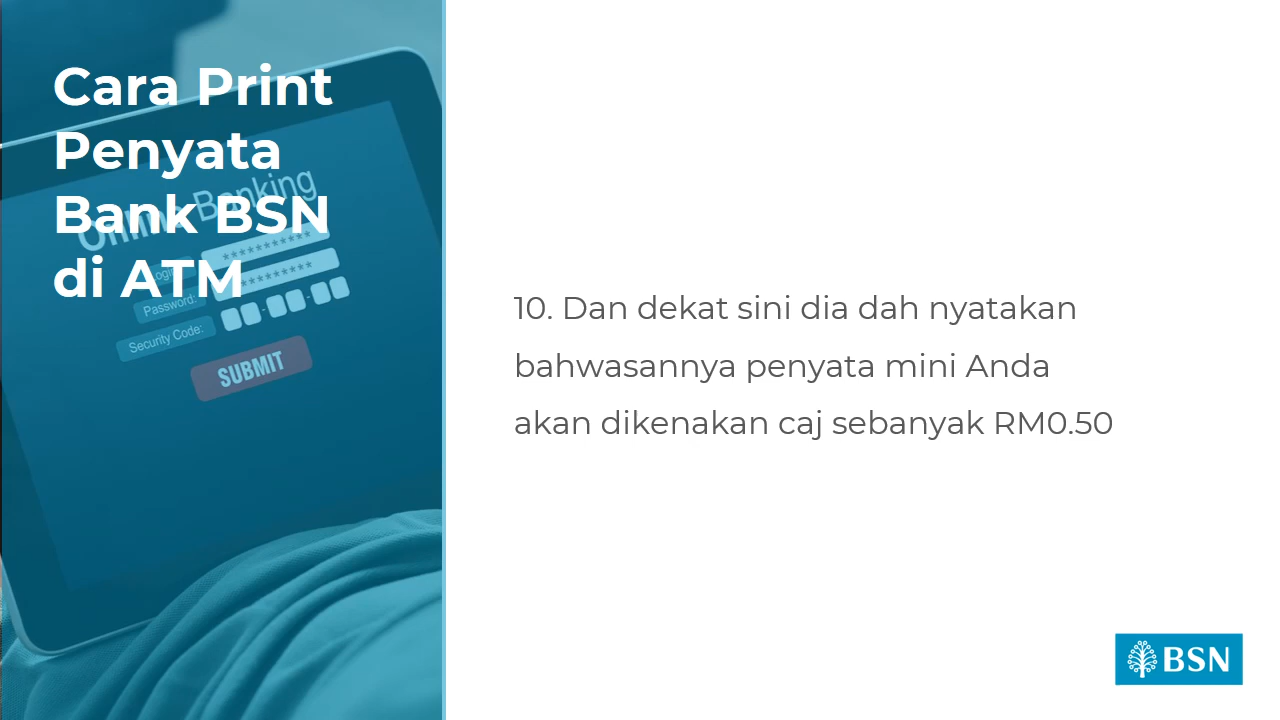 Cara Print
Penyata
Bank BSN
di ATM
Online Banking
Login:
***********
Password:
*********
Security Code:
SUBMIT
10. Dan dekat sini dia dah nyatakan
bahwasannya penyata mini Anda
akan dikenakan caj sebanyak RM0.50
BSN